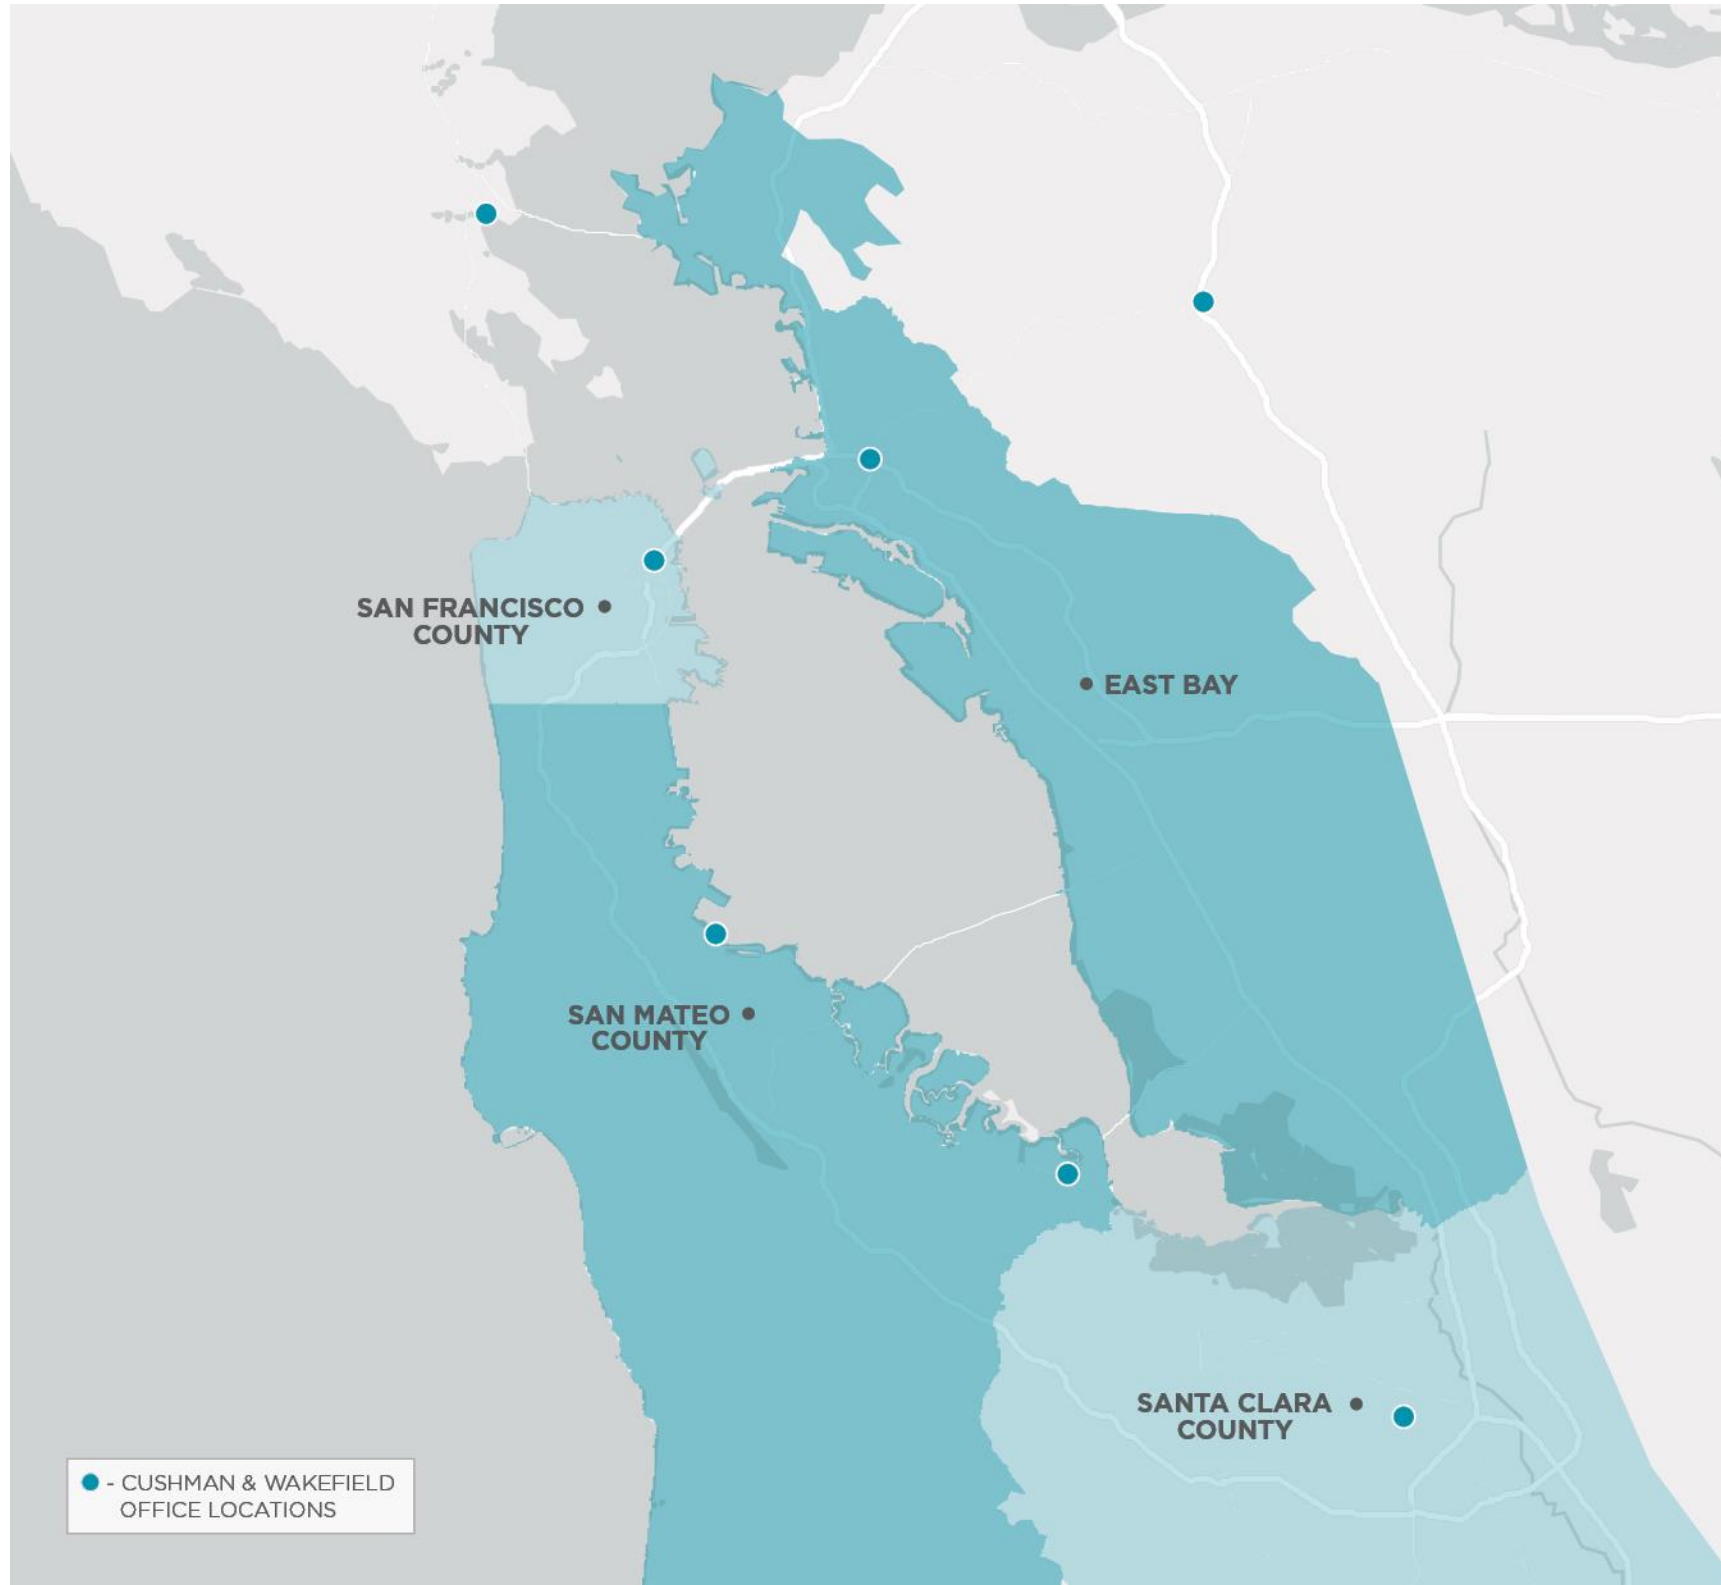 SAN FRANCISCO
COUNTY
EAST BAY
SAN MATEO
COUNTY
SANTA CLARA
COUNTY
- CUSHMAN & WAKEFIELD
OFFICE LOCATIONS